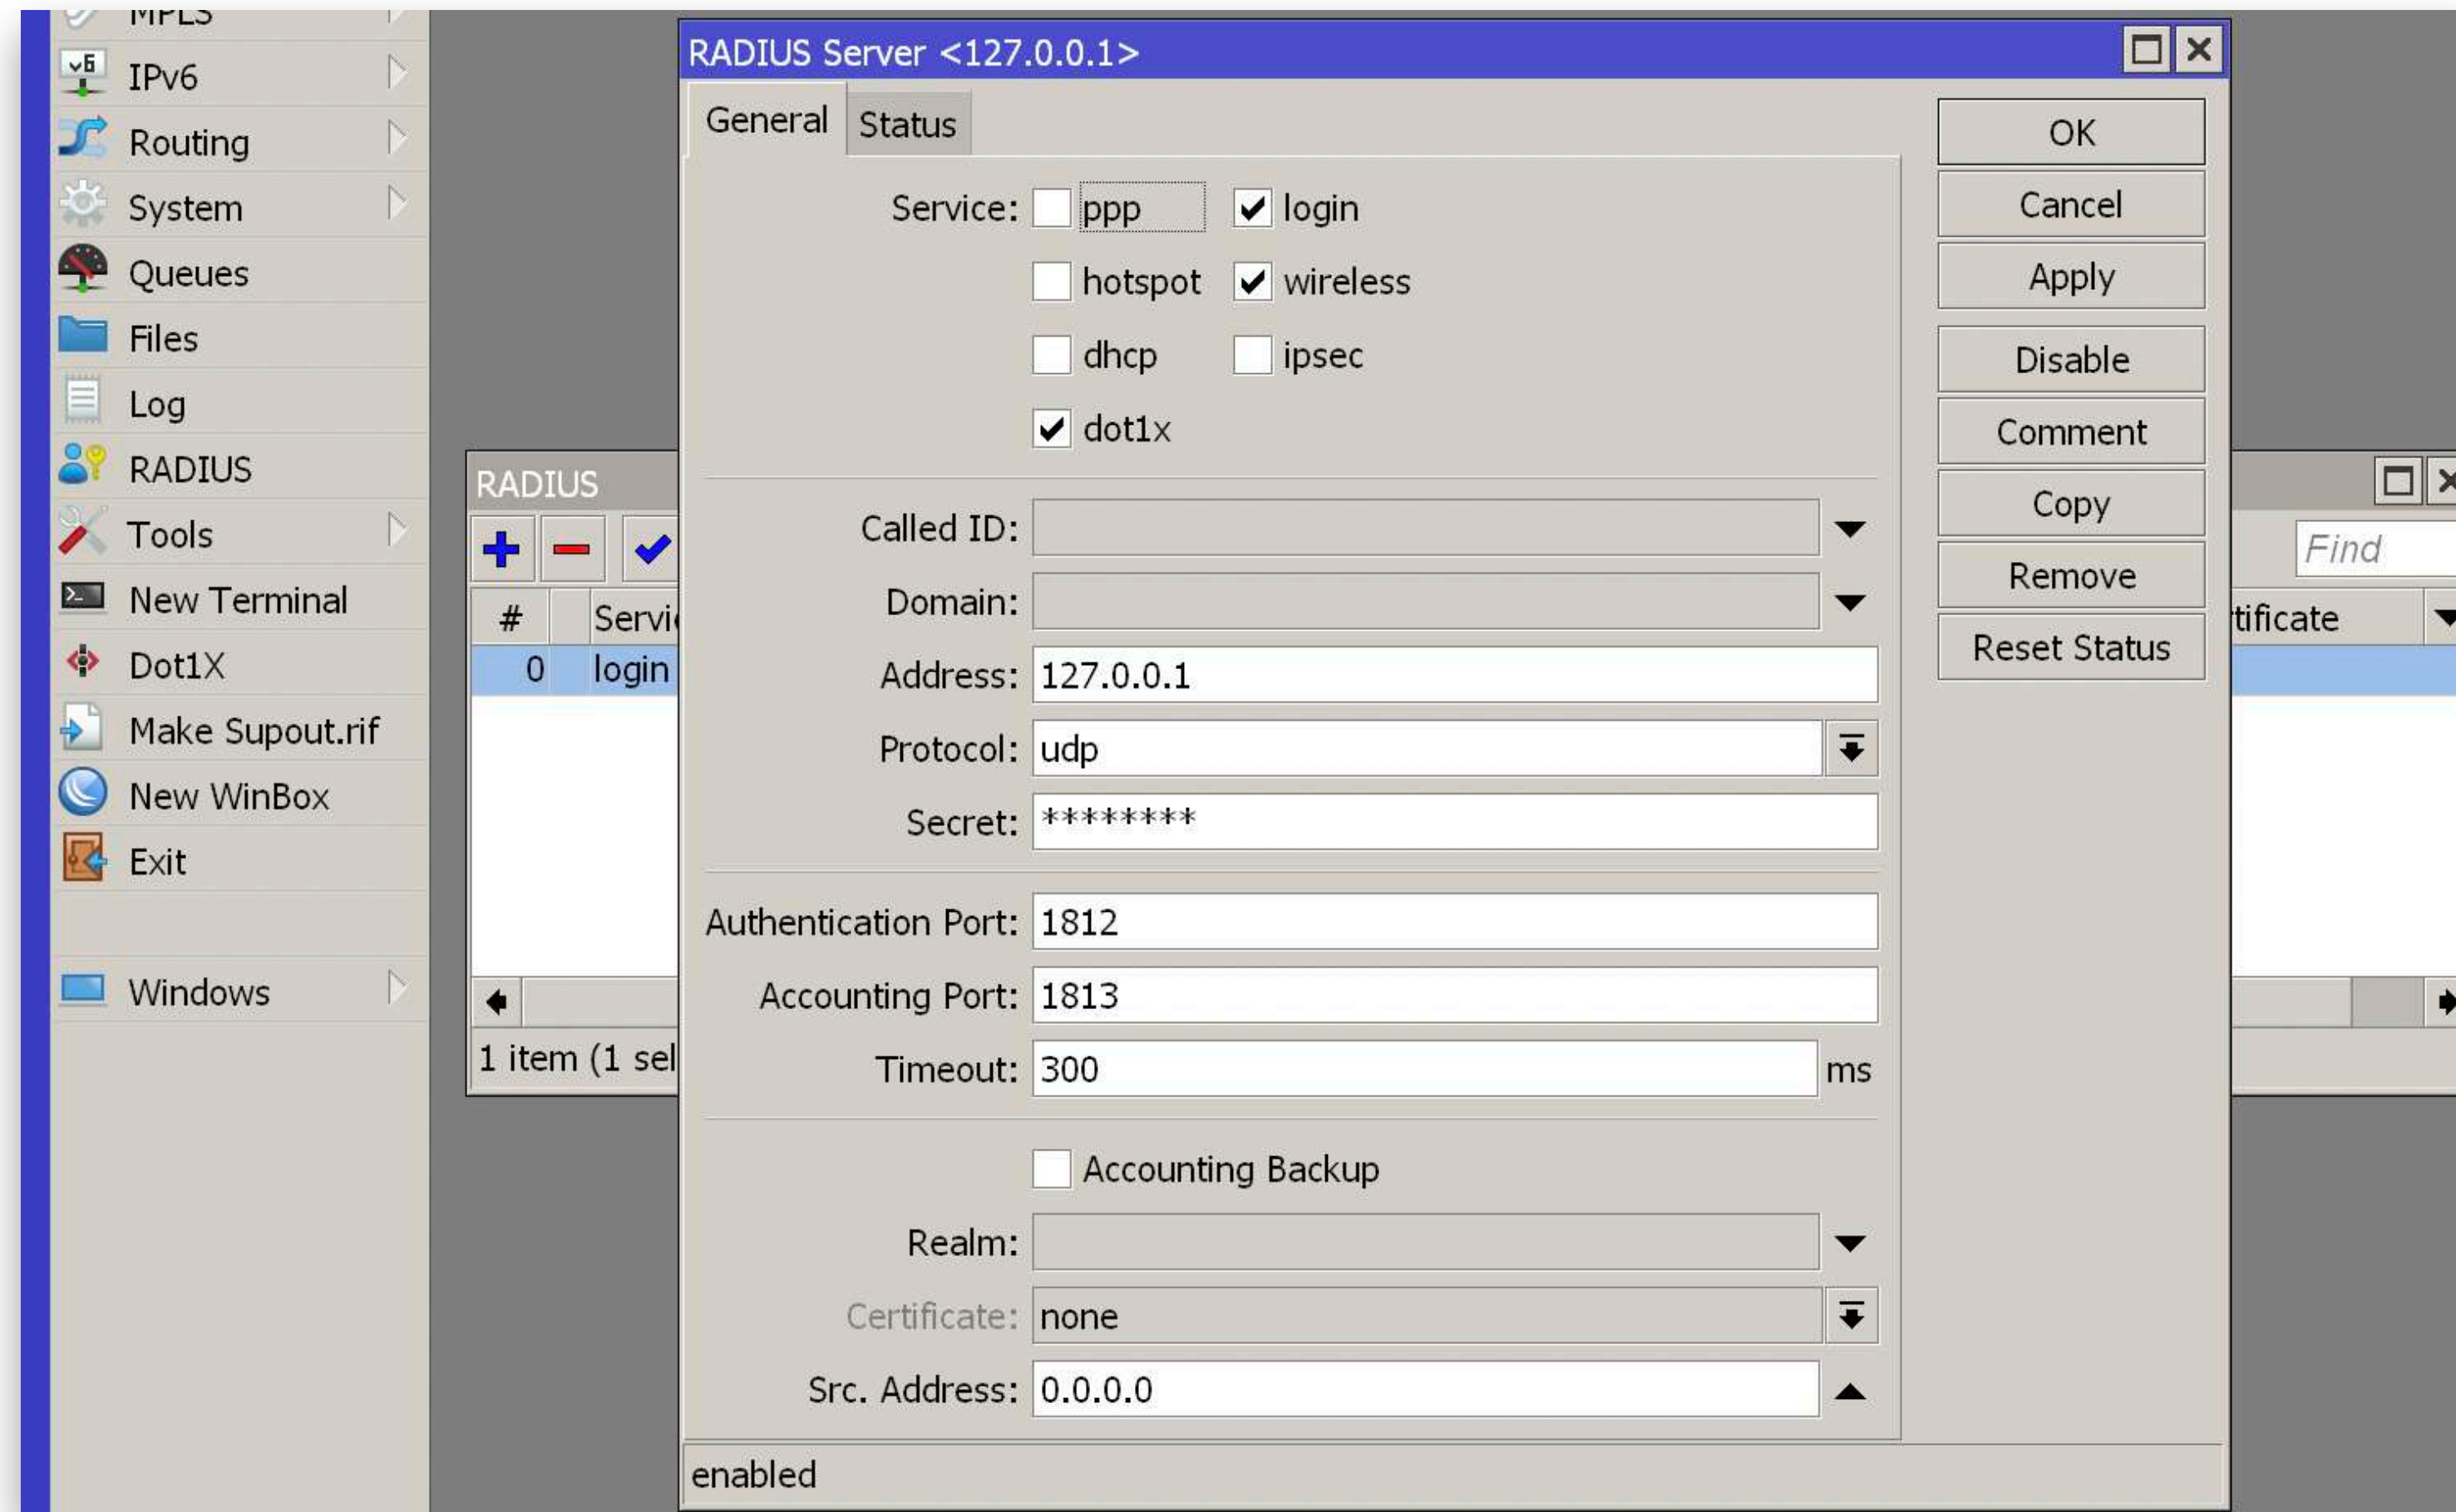 MPLS
IPv6
Routing
System
Queues
Files
Log
RADIUS
Tools
New Terminal
Dot1X
Make Supout.rif
New WinBox
Exit
Windows
RADIUS
Find
# Servi
tificate
0 login
1 item (1 sel
RADIUS Server <127.0.0.1>
General Status
Service: ppp login
hotspot wireless
dhcp ipsec
dot1x
Called ID:
Domain:
Address: 127.0.0.1
Protocol: udp
Secret: ********
Authentication Port: 1812
Accounting Port: 1813
Timeout: 300 ms
Accounting Backup
Realm:
Certificate: none
Src. Address: 0.0.0.0
enabled
OK
Cancel
Apply
Disable
Comment
Copy
Remove
Reset Status